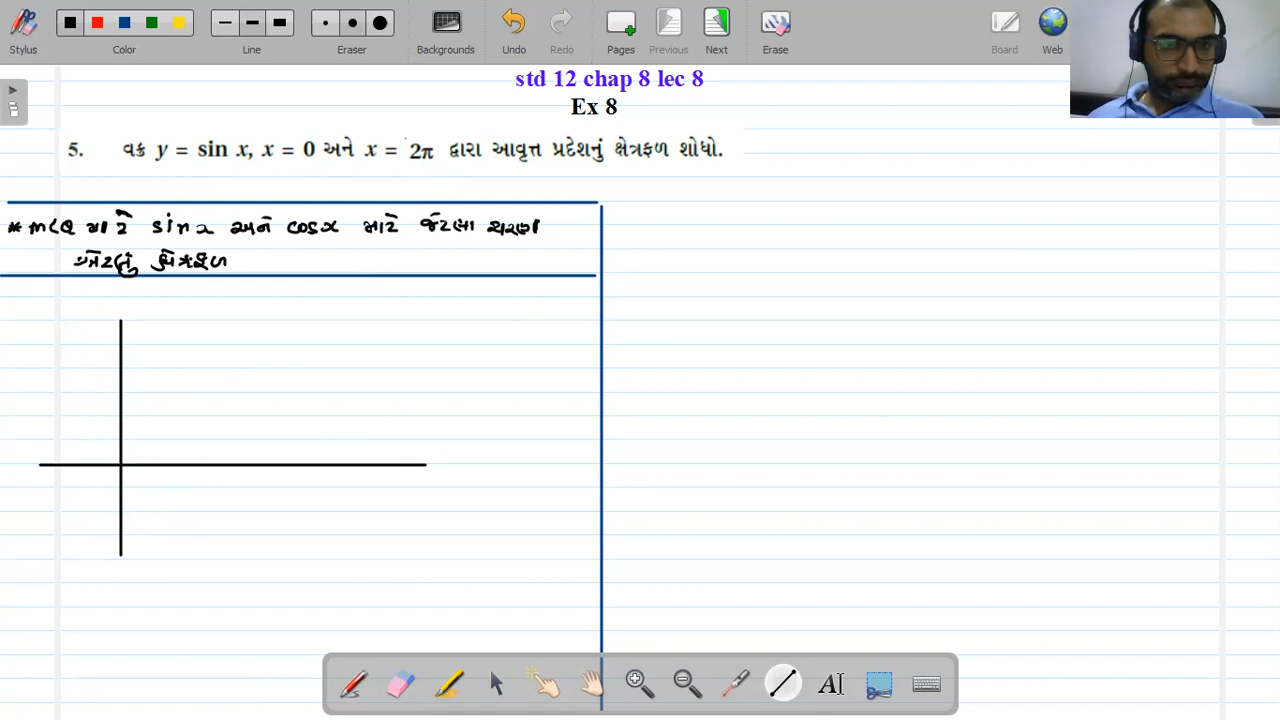 Stylus Color Line Eraser Backgrounds Undo Redo Pages Previous Next Erase Board Web
std 12 chap 8 lec 8
Ex 8
5. વક્ર y = sin x, x = 0 અને x = 2π દ્વારા આવૃત્ત પ્રદેશનું ક્ષેત્રફળ શોધો.
* MCQ માટે sin x અને cos x માટે જેટલા ચરણ
એટલું ક્ષેત્રફળ